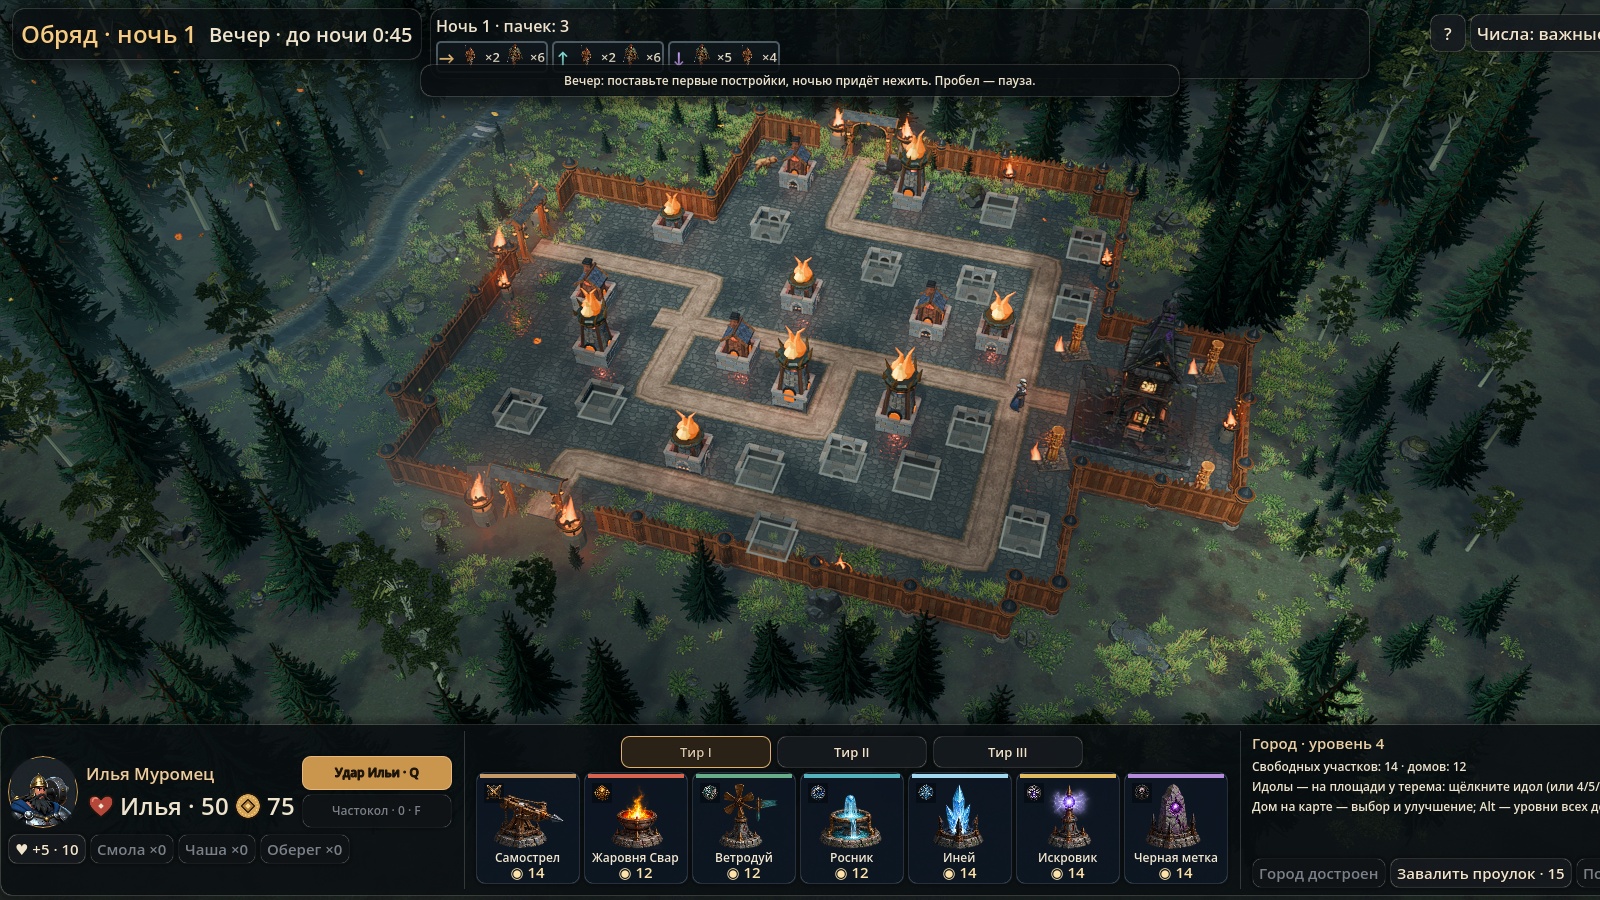 Обряд · ночь 1 Вечер · до ночи 0:45
Ночь 1 · пачек: 3
→ ×2 ×6 ↑ ×2 ×6 ↓ ×5 ×4
? Числа: важные
Вечер: поставьте первые постройки, ночью придёт нежить. Пробел — пауза.
Илья Муромец
Илья · 50 75
Удар Ильи · Q
Частокол · 0 · F
♥ +5 · 10 Смола ×0 Чаша ×0 Оберег ×0
Тир I Тир II Тир III
Самострел Жаровня Свар Ветродуй Росник Иней Искровик Черная метка
14 12 12 12 14 14 14
Город · уровень 4
Свободных участков: 14 · домов: 12
Идолы — на площади у терема: щёлкните идол (или 4/5/
Дом на карте — выбор и улучшение; Alt — уровни всех
Город достроен Завалить проулок · 15